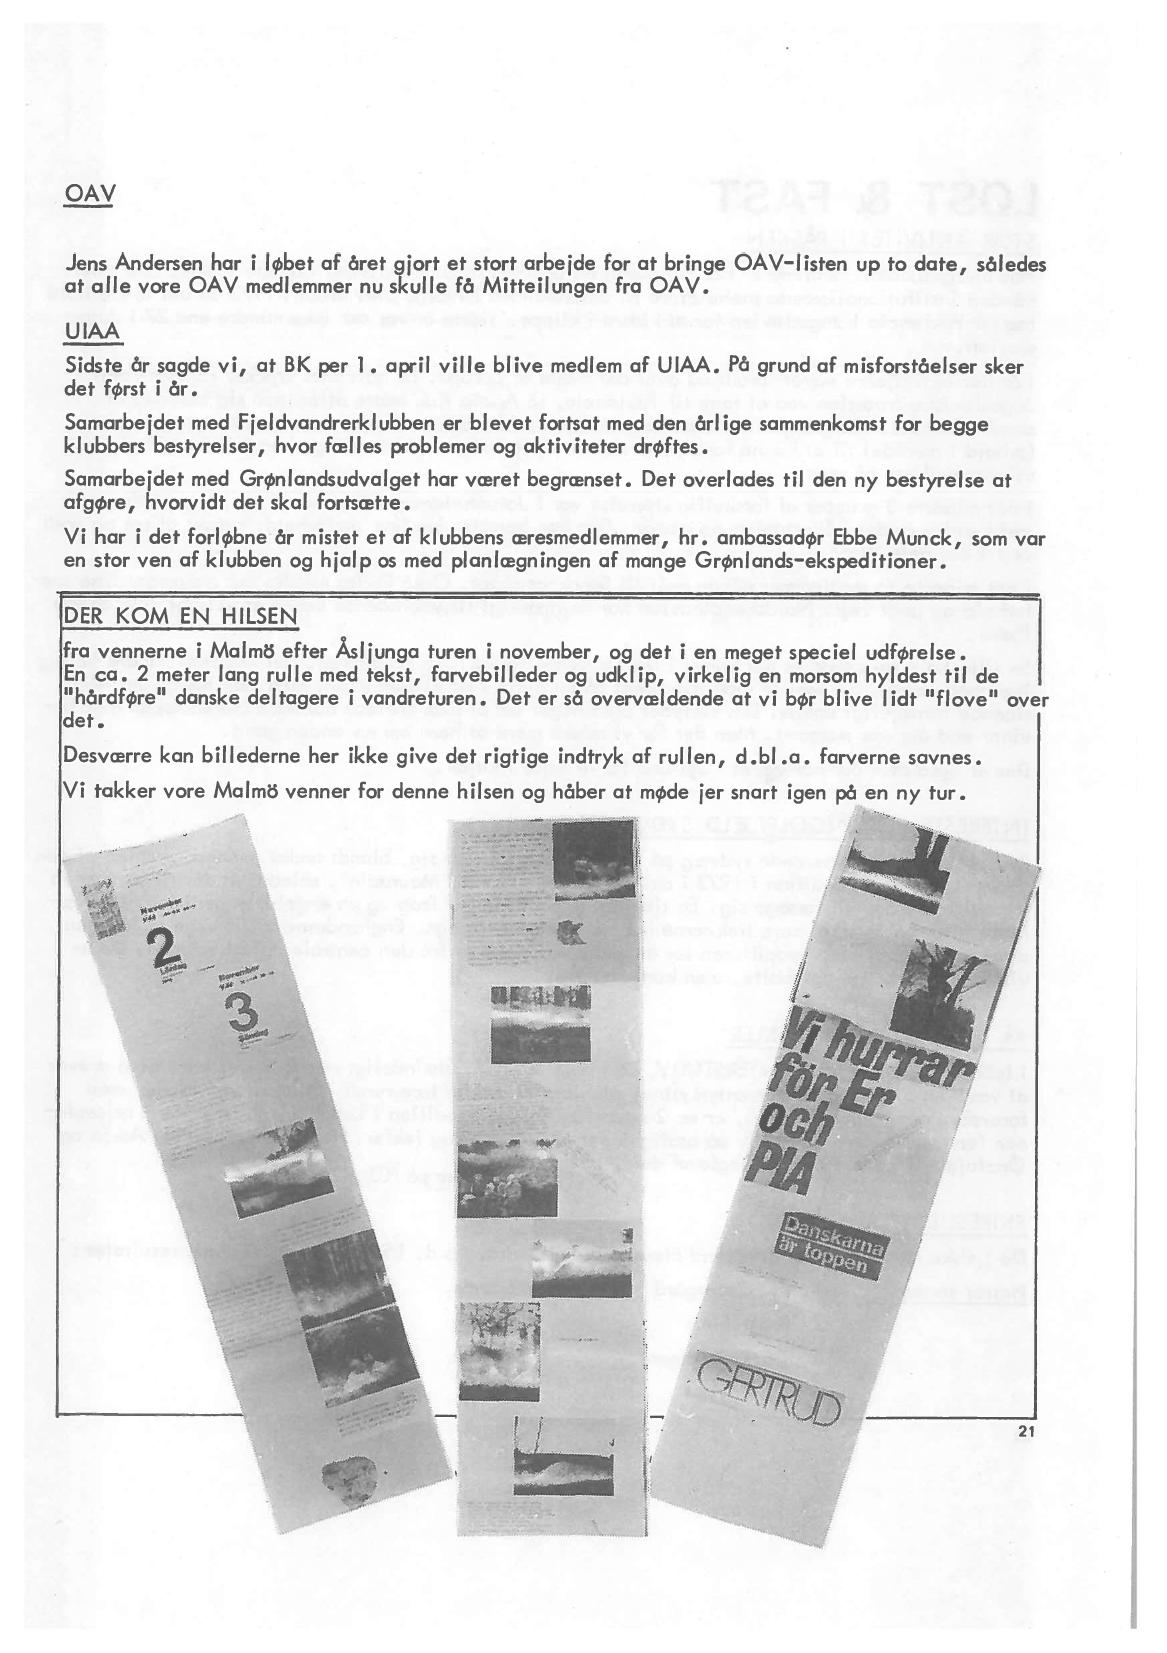 OAV
Jens Andersen har i løbet af året gjort et stort arbejde for at bringe OAV-listen up to date, således
at alle vore OAV medlemmer nu skulle få Mitteilungen fra OAV.
UIAA
Sidste år sagde vi, at BK per 1. april ville blive medlem af UIAA. På grund af misforståelser sker
det først i år.
Samarbejdet med Fjeldvandrerklubben er blevet fortsat med den årlige sammenkomst for begge
klubbers bestyrelser, hvor fælles problemer og aktiviteter drøftes.
Samarbejdet med Grønlandsudvalget har været begrænset. Det overlades til den ny bestyrelse at
afgøre, hvorvidt det skal fortsætte.
Vi har i det forløbne år mistet et af klubbens æresmedlemmer, hr. ambassadør Ebbe Munck, som var
en stor ven af klubben og hjalp os med planlægningen af mange Grønlands-ekspeditioner.
DER KOM EN HILSEN
fra vennerne i Malmö efter Åsljunga turen i november, og det i en meget speciel udførelse.
En ca. 2 meter lang rulle med tekst, farvebilleder og udklip, virkelig en morsom hyldest til de
"hårdføre" danske deltagere i vandreturen. Det er så overvældende at vi bør blive lidt "flove" over
det.
Desværre kan billederne her ikke give det rigtige indtryk af rullen, d.bl.a. farverne savnes.
Vi takker vore Malmö venner for denne hilsen og håber at møde jer snart igen på en ny tur.
November
2
Lördag
November
3
Söndag
Vi hurrar
för Er
och
PIA
Danskarna
är toppen
GERTRUD
21